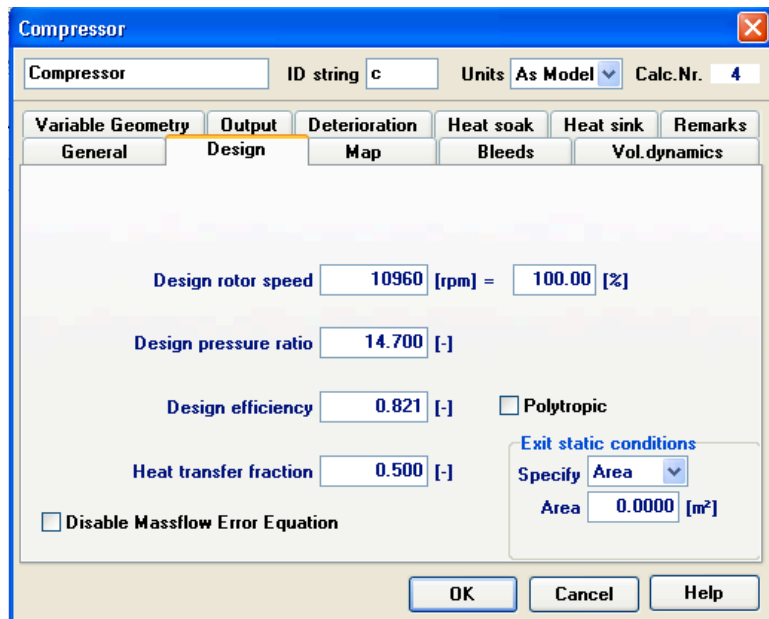 Compressor
Compressor ID string c Units As Model Calc.Nr. 4
Variable Geometry Output Deterioration Heat soak Heat sink Remarks
General Design Map Bleeds Vol.dynamics
Design rotor speed 10960 [rpm] = 100.00 [%]
Design pressure ratio 14.700 [-]
Design efficiency 0.821 [-] Polytropic
Exit static conditions
Heat transfer fraction 0.500 [-] Specify Area
Area 0.0000 [m²]
Disable Massflow Error Equation
OK Cancel Help